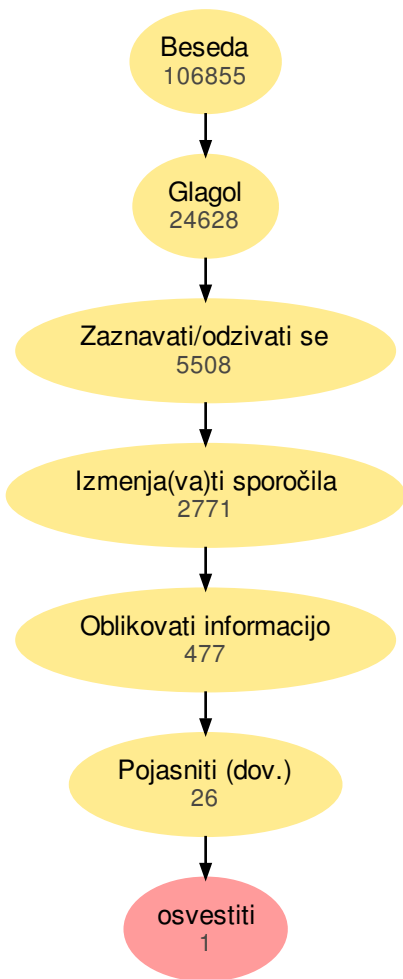 Beseda
106855
Glagol
24628
Zaznavati/odzivati se
5508
Izmenja(va)ti sporočila
2771
Oblikovati informacijo
477
Pojasniti (dov.)
26
osvestiti
1